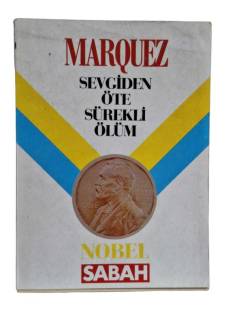 MARQUEZ
SEVGİDEN
ÖTE
SÜREKLİ
ÖLÜM
NOBEL
SABAH